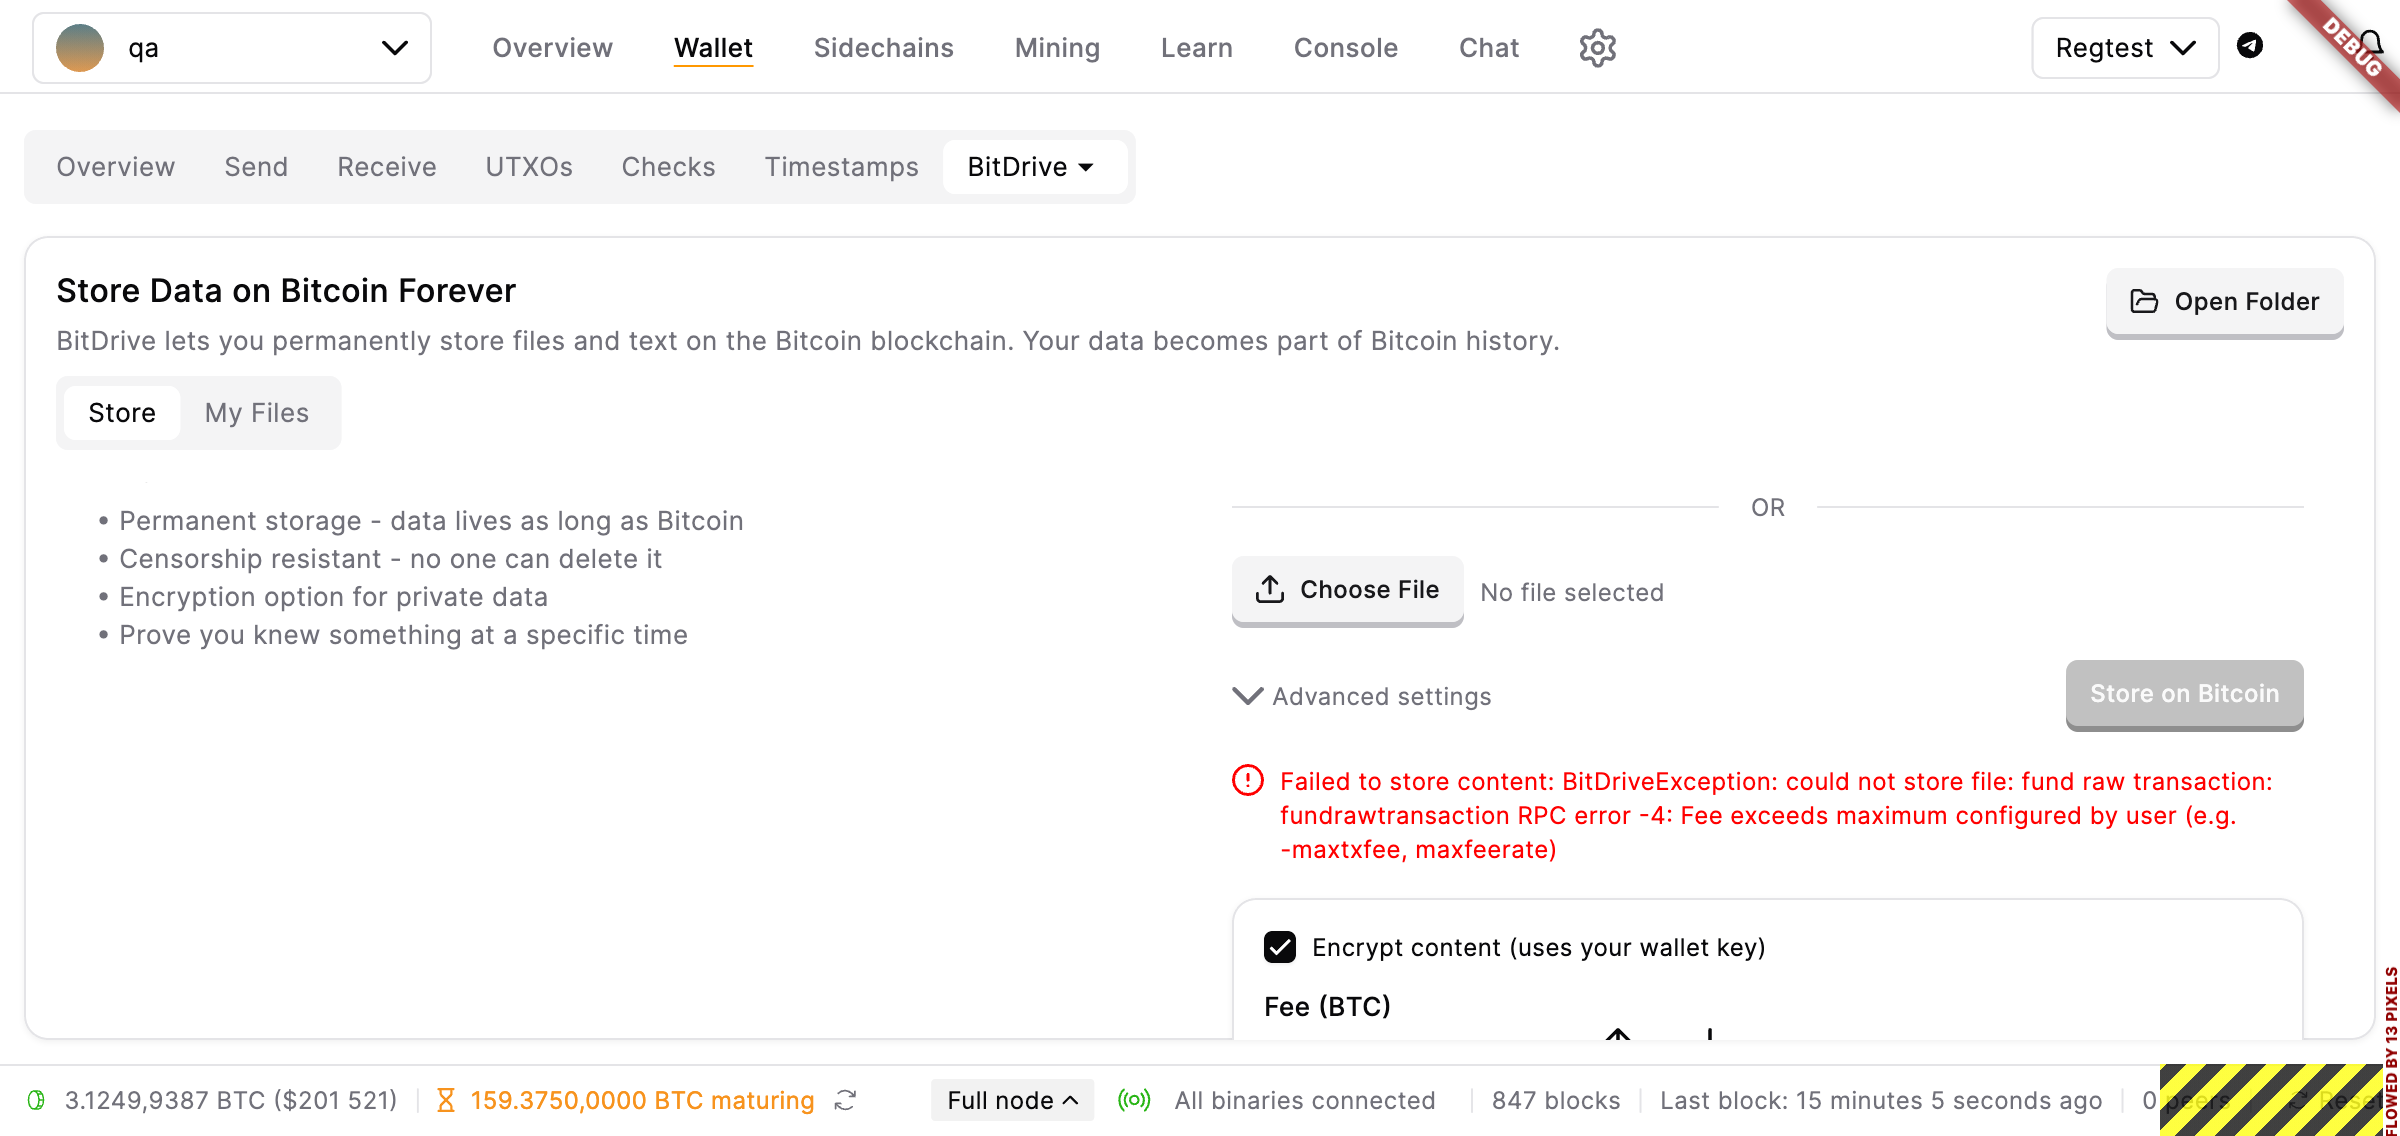 qa
Overview
Wallet
Sidechains
Mining
Learn
Console
Chat
Regtest
DEBUG
Overview
Send
Receive
UTXOs
Checks
Timestamps
BitDrive
Store Data on Bitcoin Forever
Open Folder
BitDrive lets you permanently store files and text on the Bitcoin blockchain. Your data becomes part of Bitcoin history.
Store
My Files
• Permanent storage - data lives as long as Bitcoin
• Censorship resistant - no one can delete it
• Encryption option for private data
• Prove you knew something at a specific time
OR
Choose File
No file selected
Advanced settings
Store on Bitcoin
Failed to store content: BitDriveException: could not store file: fund raw transaction:
fundrawtransaction RPC error -4: Fee exceeds maximum configured by user (e.g.
-maxtxfee, maxfeerate)
Encrypt content (uses your wallet key)
Fee (BTC)
3.1249,9387 BTC ($201 521)
159.3750,0000 BTC maturing
Full node
All binaries connected
847 blocks
Last block: 15 minutes 5 seconds ago
0 peers
Reset
FLOWED BY 13 PIXELS